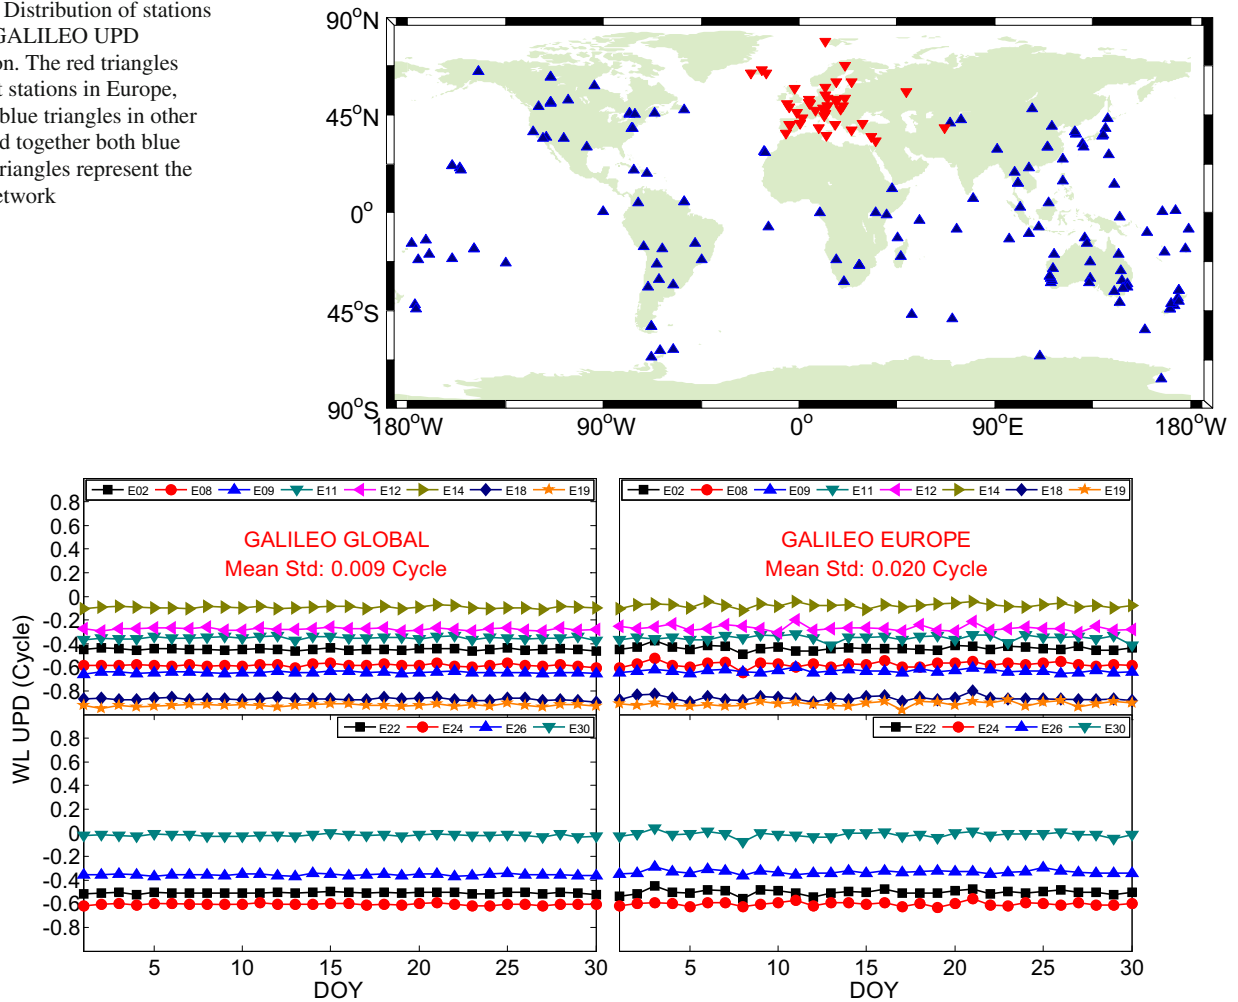 Distribution of stations
GALILEO UPD
on. The red triangles
t stations in Europe,
blue triangles in other
d together both blue
riangles represent the
etwork
90°N
45°N
0°
45°S
90°S
180°W 90°W 0° 90°E 180°W
E02 E08 E09 E11 E12 E14 E18 E19
GALILEO GLOBAL
Mean Std: 0.009 Cycle
0.8
0.6
0.4
0.2
0
-0.2
-0.4
-0.6
-0.8
E02 E08 E09 E11 E12 E14 E18 E19
GALILEO EUROPE
Mean Std: 0.020 Cycle
WL UPD (Cycle)
E22 E24 E26 E30
0.8
0.6
0.4
0.2
0
-0.2
-0.4
-0.6
-0.8
E22 E24 E26 E30
5 10 15 20 25 30
DOY
5 10 15 20 25 30
DOY